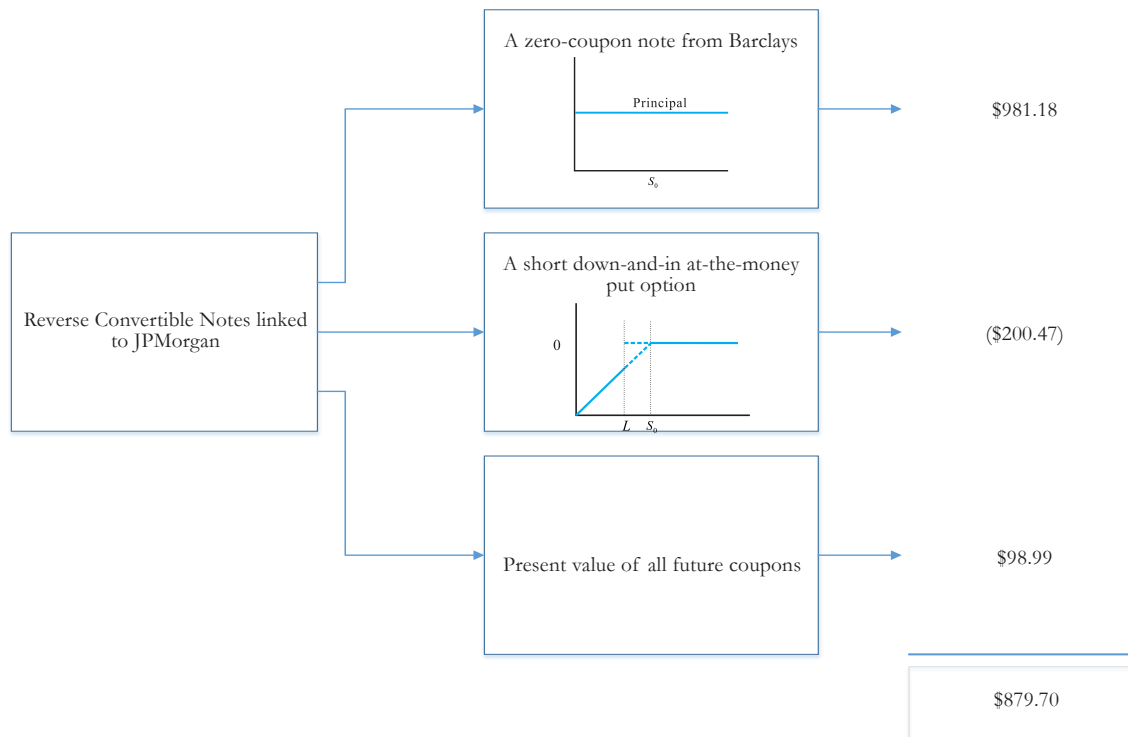 A zero-coupon note from Barclays
Principal
S₀
$981.18
Reverse Convertible Notes linked
to JPMorgan
A short down-and-in at-the-money
put option
0
L S₀
($200.47)
Present value of all future coupons
$98.99
$879.70